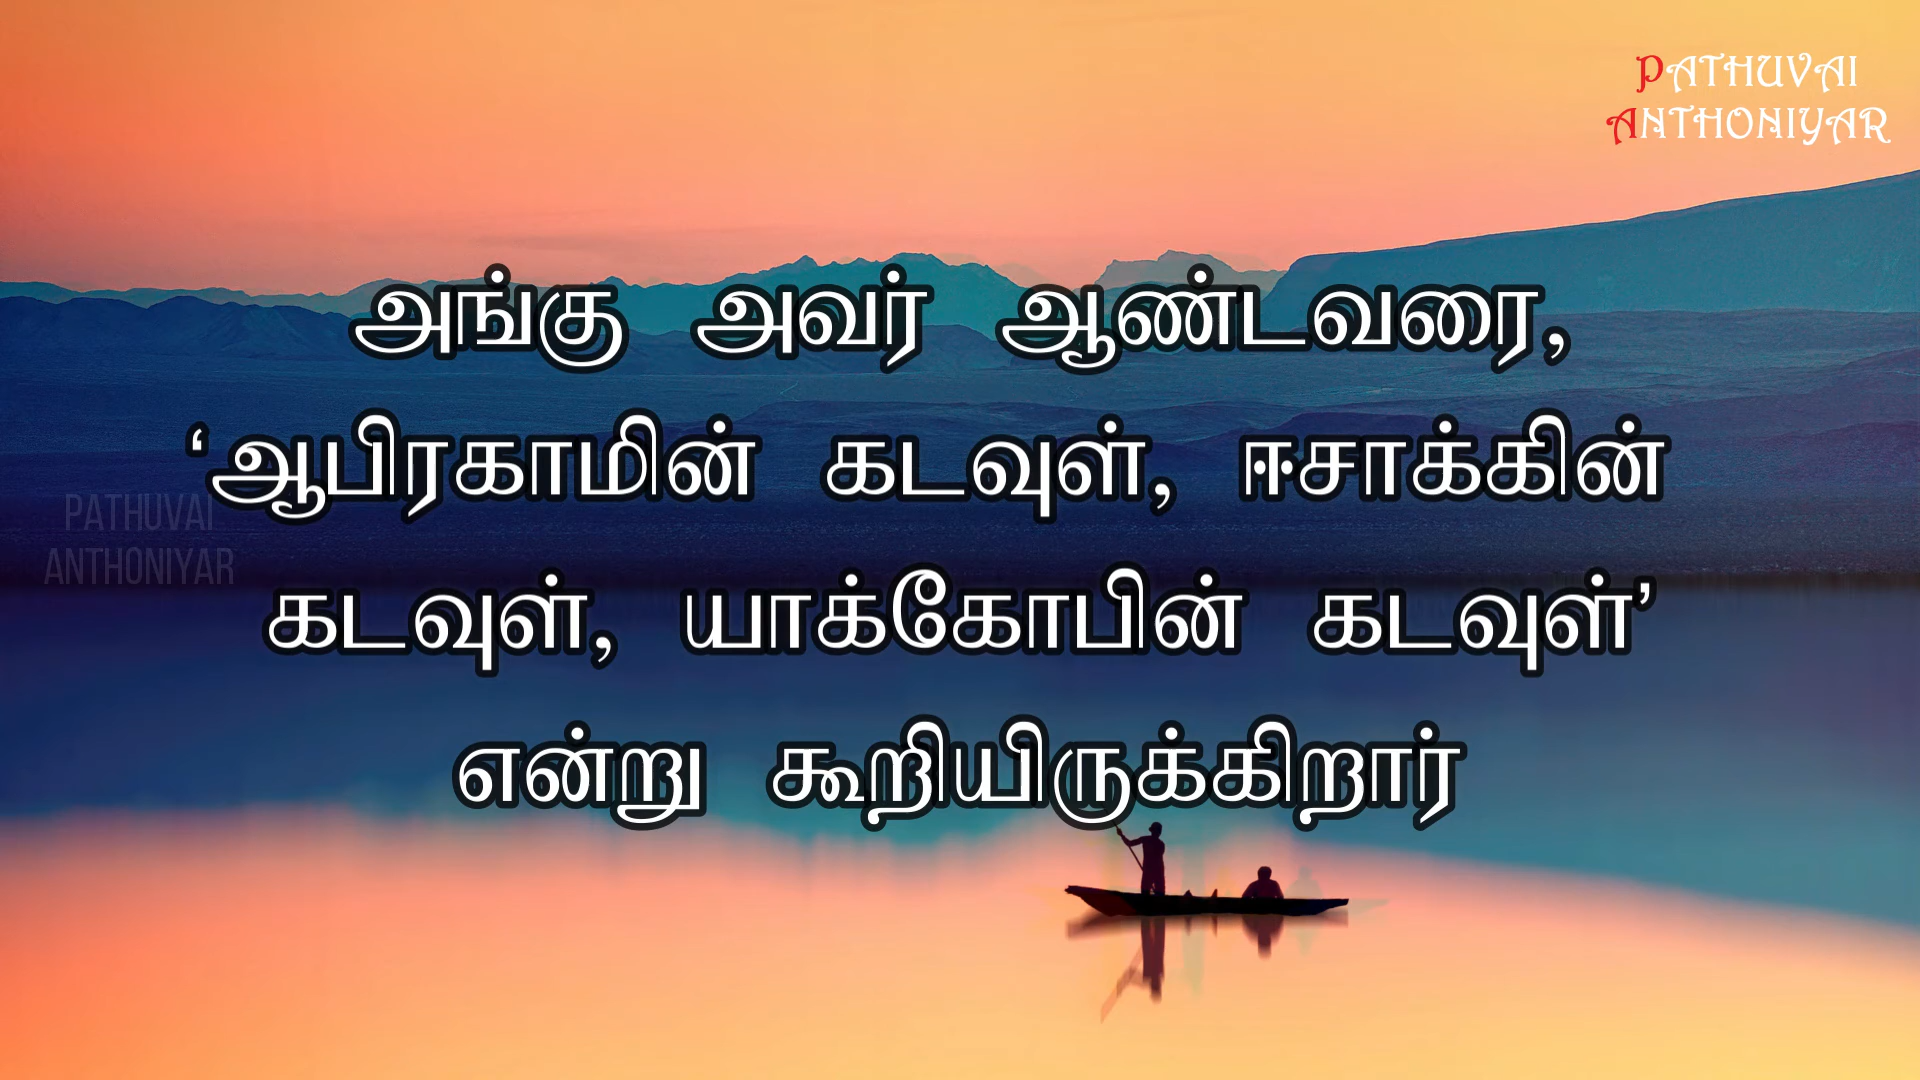 PATHUVAI
ANTHONIYAR
அங்கு அவர் ஆண்டவரை,
‘ஆபிரகாமின் கடவுள், ஈசாக்கின்
கடவுள், யாக்கோபின் கடவுள்’
என்று கூறியிருக்கிறார்
PATHUVAI
ANTHONIYAR